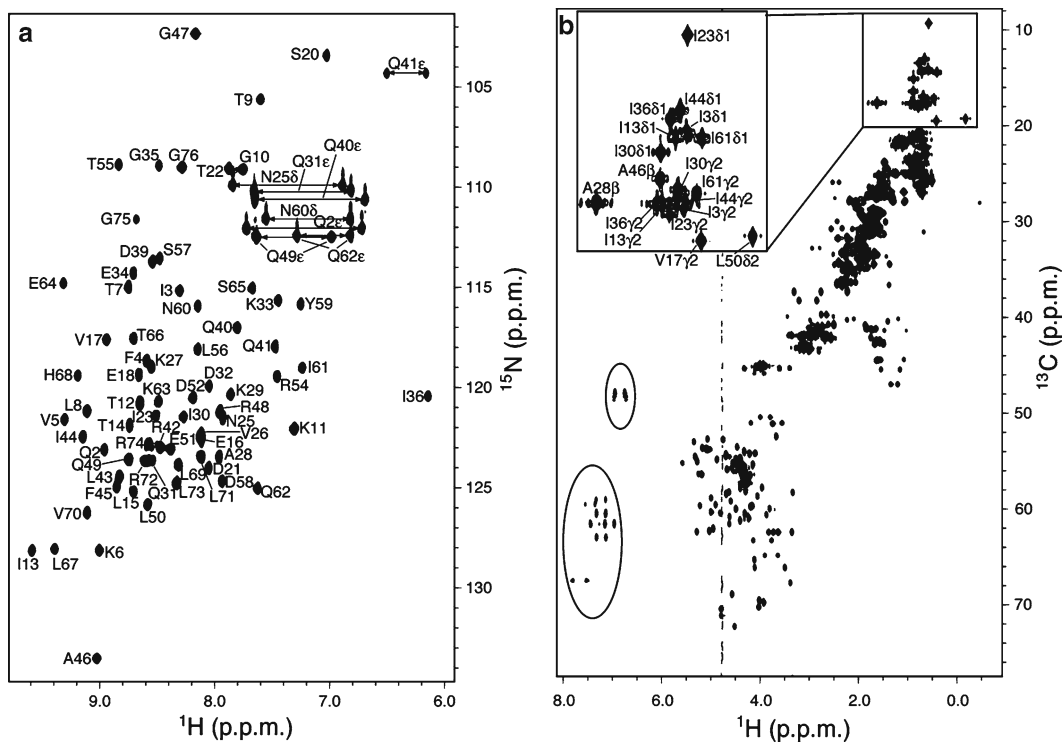 a
G47
S20
Q41ε
T9
T55
G35
G76
T22
G10
Q40ε
Q31ε
N25δ
G75
N60δ
Q2ε
Q49ε
Q62ε
D39
S57
E34
E64
T7
I3
S65
N60
K33
Y59
Q40
V17
T66
L56
Q41
F4
K27
I61
H68
E18
D32
R54
K63
D52
K29
I36
L8
T12
R48
V5
I23
I30
N25
T14
R42
K11
I44
V26
E51
E16
Q2
R74
A28
Q49
D21
L69
L43
R72
Q31
L73
L71
D58
Q62
F45
L15
L50
V70
I13
L67
K6
A46
105
110
115
120
125
130
15N (p.p.m.)
9.0 8.0 7.0 6.0
1H (p.p.m.)
b
I23δ1
I36δ1
I44δ1
I3δ1
I13δ1
I61δ1
I30δ1
I30γ2
A46β
I61γ2
A28β
I44γ2
I3γ2
I36γ2
I23γ2
I13γ2
V17γ2
L50δ2
10
20
30
40
50
60
70
13C (p.p.m.)
8.0 6.0 4.0 2.0 0.0
1H (p.p.m.)